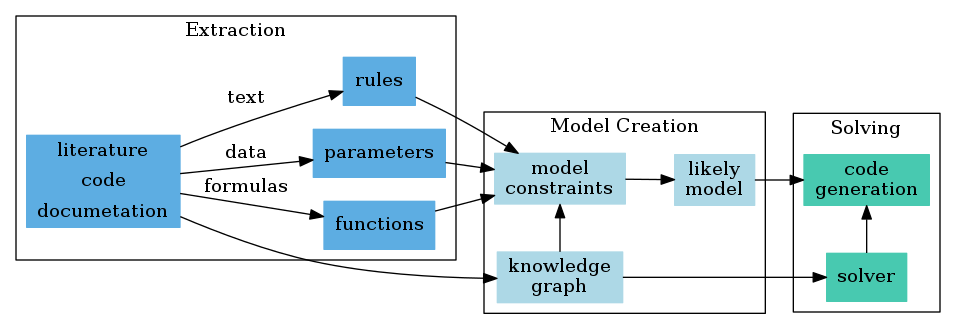 Extraction
literature
code
documetation
text
data
formulas
rules
parameters
functions
Model Creation
model
constraints
likely
model
knowledge
graph
Solving
code
generation
solver